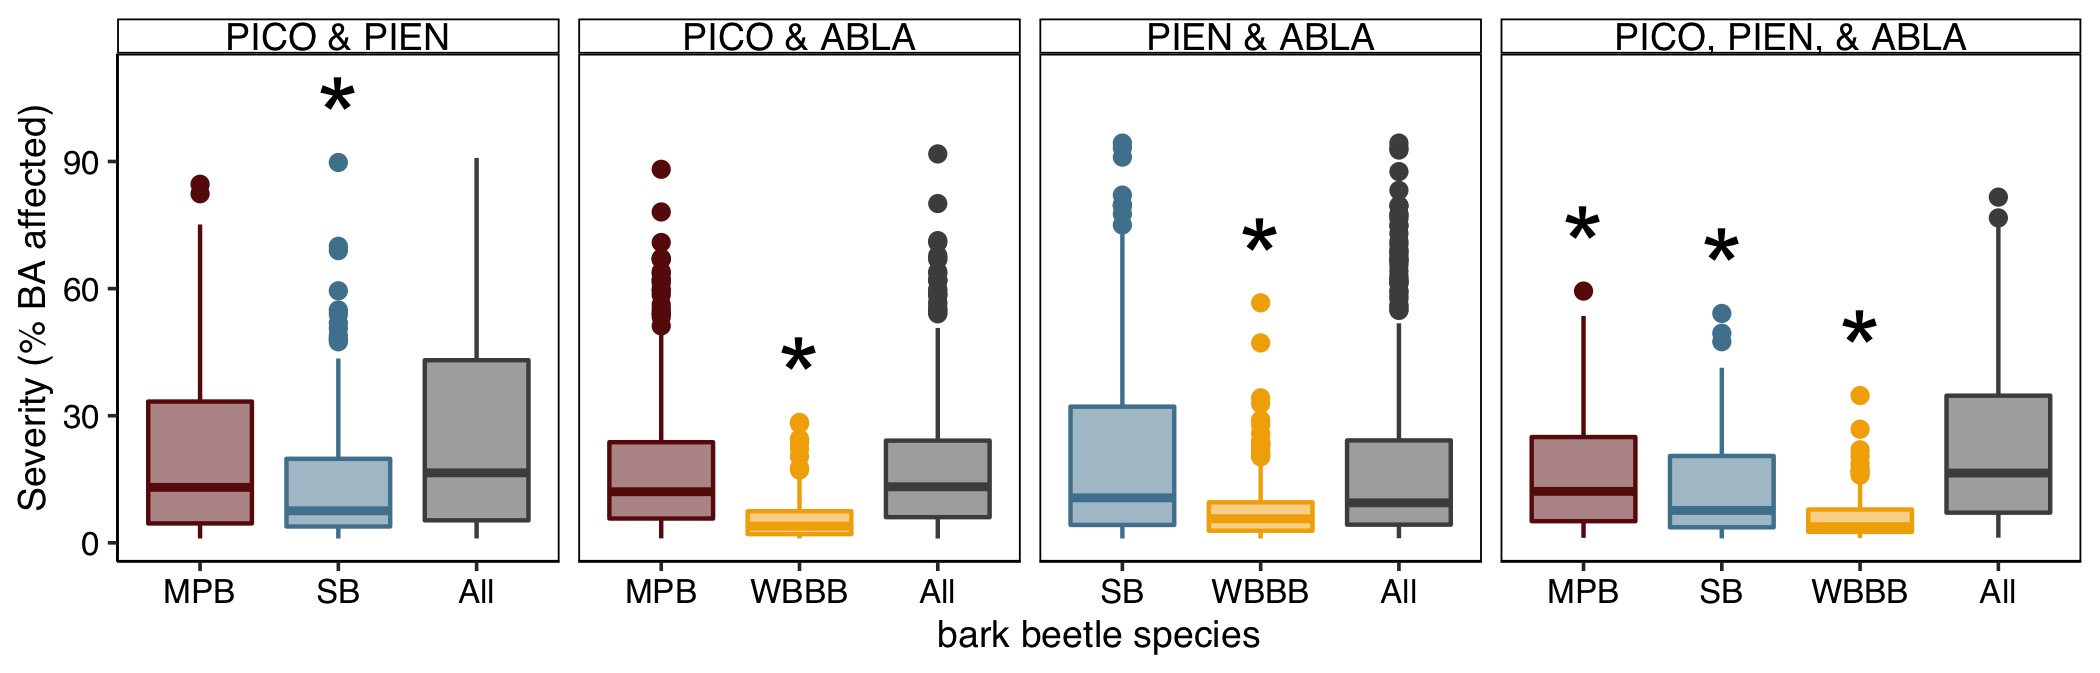 PICO & PIEN
PICO & ABLA
PIEN & ABLA
PICO, PIEN, & ABLA
Severity (% BA affected)
90
60
30
0
*
*
*
*
*
*
MPB SB All
MPB WBBB All
SB WBBB All
MPB SB WBBB All
bark beetle species